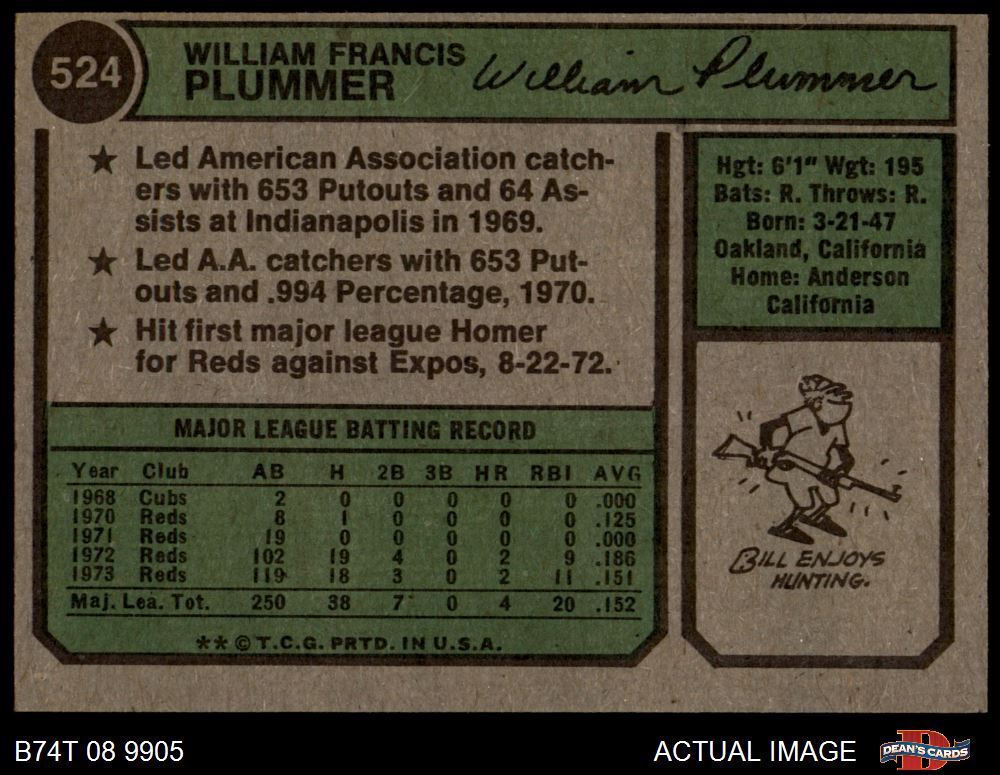 524
WILLIAM FRANCIS
PLUMMER
William Plummer
★ Led American Association catch-
ers with 653 Putouts and 64 As-
sists at Indianapolis in 1969.
★ Led A.A. catchers with 653 Put-
outs and .994 Percentage, 1970.
★ Hit first major league Homer
for Reds against Expos, 8-22-72.
Hgt: 6'1" Wgt: 195
Bats: R. Throws: R.
Born: 3-21-47
Oakland, California
Home: Anderson
California
MAJOR LEAGUE BATTING RECORD
Year Club AB H 2B 3B HR RBI AVG
1968 Cubs 2 0 0 0 0 0 .000
1970 Reds 8 1 0 0 0 0 .125
1971 Reds 19 0 0 0 0 0 .000
1972 Reds 102 19 4 0 2 9 .186
1973 Reds 119 18 3 0 2 11 .151
Maj. Lea. Tot. 250 38 7 0 4 20 .152
**©T.C.G. PRTD. IN U.S.A.
BILL ENJOYS
HUNTING.
B74T 08 9905
ACTUAL IMAGE
D
DEAN'S CARDS